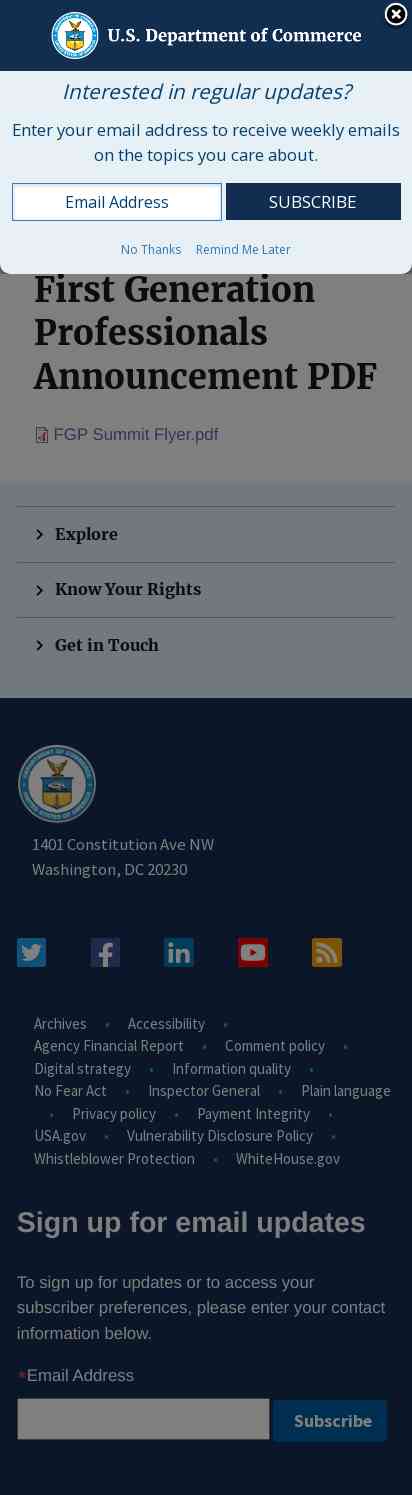 U.S. Department of Commerce
Interested in regular updates?
Enter your email address to receive weekly emails
on the topics you care about.
Email Address SUBSCRIBE
No Thanks Remind Me Later
First Generation
Professionals
Announcement PDF
FGP Summit Flyer.pdf
Explore
Know Your Rights
Get in Touch
1401 Constitution Ave NW
Washington, DC 20230
Archives • Accessibility •
Agency Financial Report • Comment policy •
Digital strategy • Information quality •
No Fear Act • Inspector General • Plain language
• Privacy policy • Payment Integrity •
USA.gov • Vulnerability Disclosure Policy •
Whistleblower Protection • WhiteHouse.gov
Sign up for email updates
To sign up for updates or to access your
subscriber preferences, please enter your contact
information below.
*Email Address
Subscribe